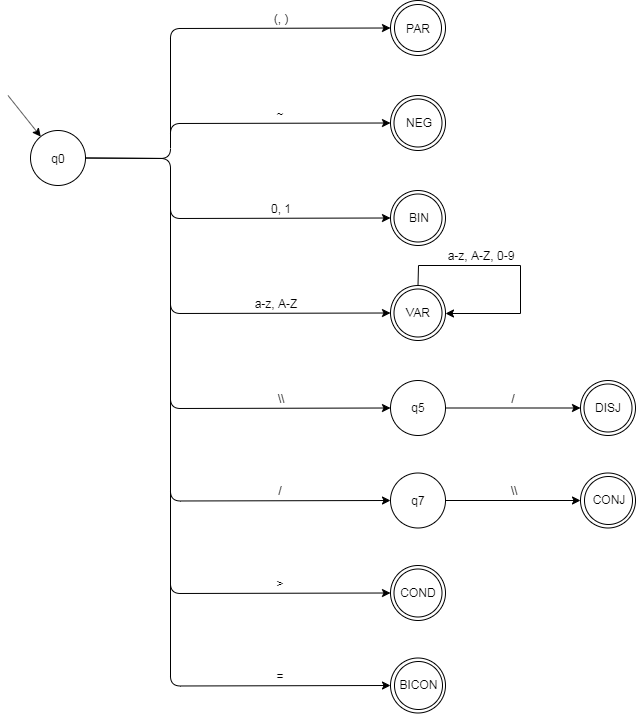 (, )
PAR
~
NEG
q0
0, 1
BIN
a-z, A-Z, 0-9
a-z, A-Z
VAR
\\
q5
/
DISJ
/
q7
\\
CONJ
>
COND
=
BICON